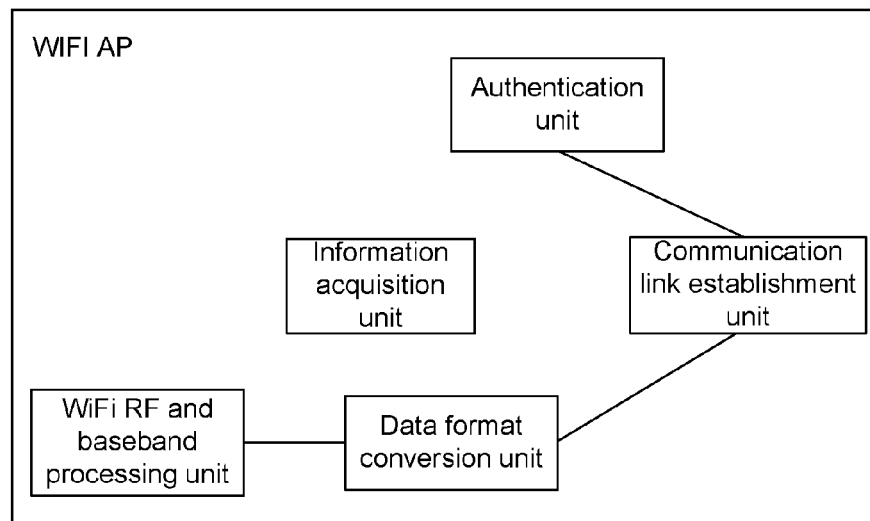 WIFI AP
Authentication
unit
Information
acquisition
unit
Communication
link establishment
unit
WiFi RF and
baseband
processing unit
Data format
conversion unit